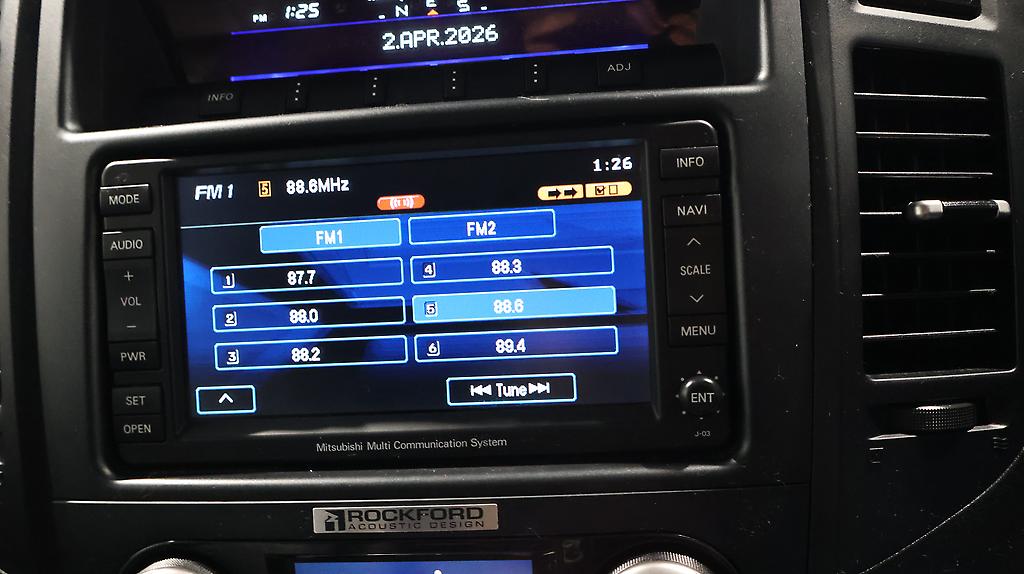 PM 1:25
N E S
2.APR.2026
INFO
ADJ
MODE
FM1 5 88.6MHz
1:26
INFO
AUDIO
FM1 FM2
NAVI
1 87.7
4 88.3
+
VOL
−
SCALE
2 88.0
5 88.6
PWR
3 88.2
6 89.4
MENU
SET
Tune
ENT
OPEN
J-03
Mitsubishi Multi Communication System
ROCKFORD
ACOUSTIC DESIGN